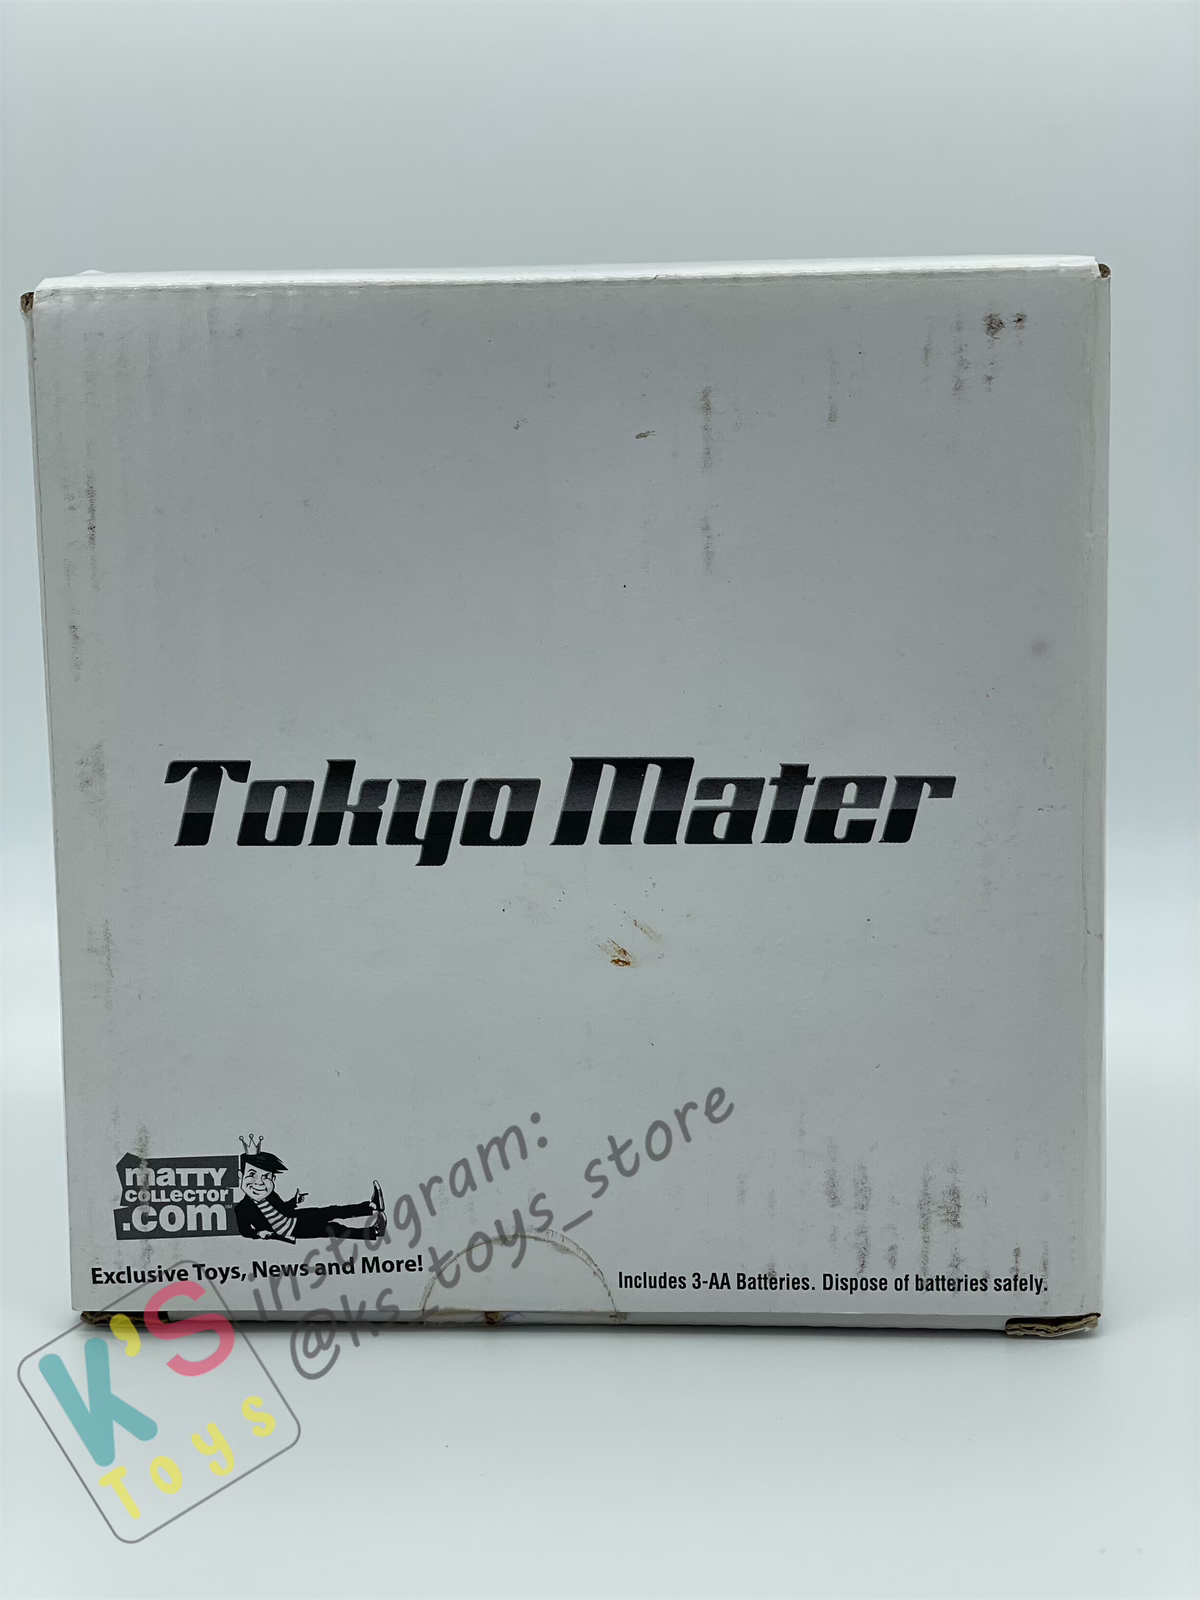 Tokyo Mater
MATTY
COLLECTOR
.com
Exclusive Toys, News and More!
Includes 3-AA Batteries. Dispose of batteries safely.
instagram:
@ks_toys_store
K'S
Toys